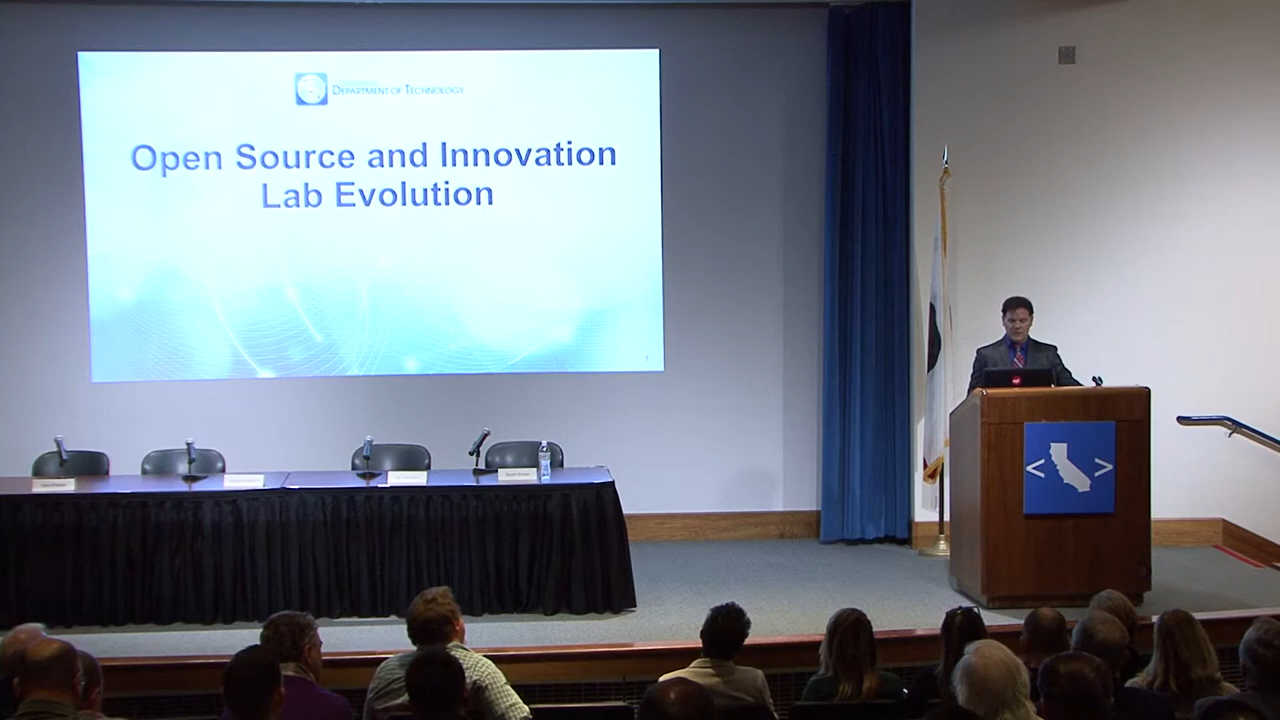 DEPARTMENT OF TECHNOLOGY
Open Source and Innovation
Lab Evolution
< >